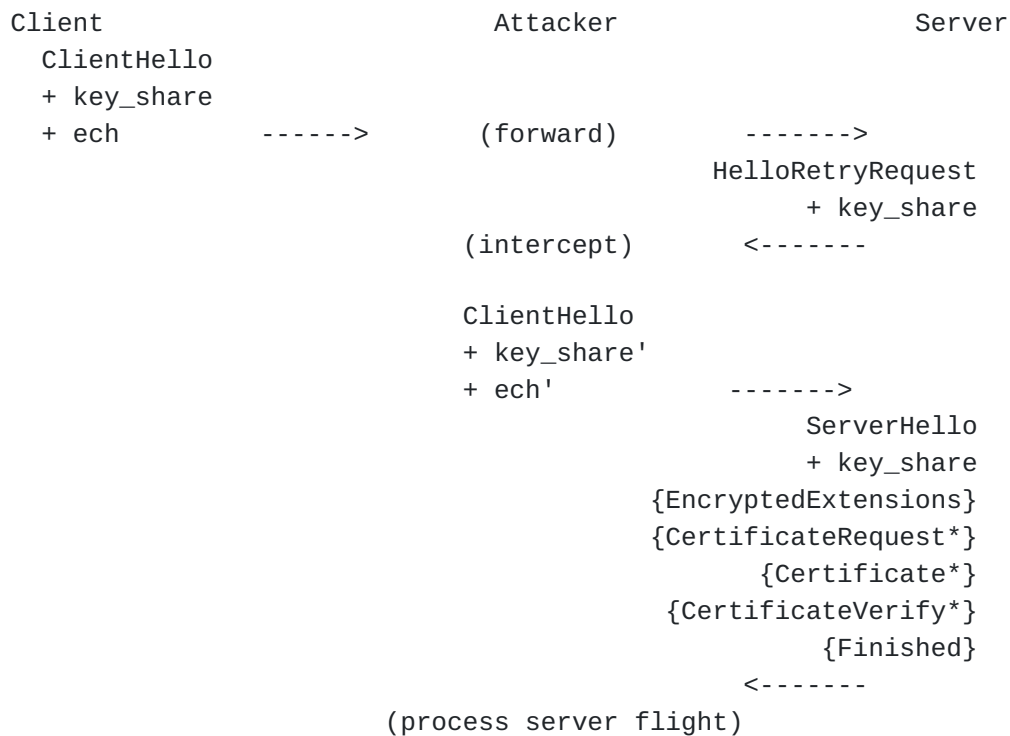 Client                         Attacker                   Server
  ClientHello
  + key_share
  + ech         ------>       (forward)        ------->
                                             HelloRetryRequest
                                                   + key_share
                             (intercept)       <-------
                             ClientHello
                             + key_share'
                             + ech'           ------->
                                                   ServerHello
                                                   + key_share
                                         {EncryptedExtensions}
                                         {CertificateRequest*}
                                                {Certificate*}
                                          {CertificateVerify*}
                                                    {Finished}
                                               <-------
                        (process server flight)